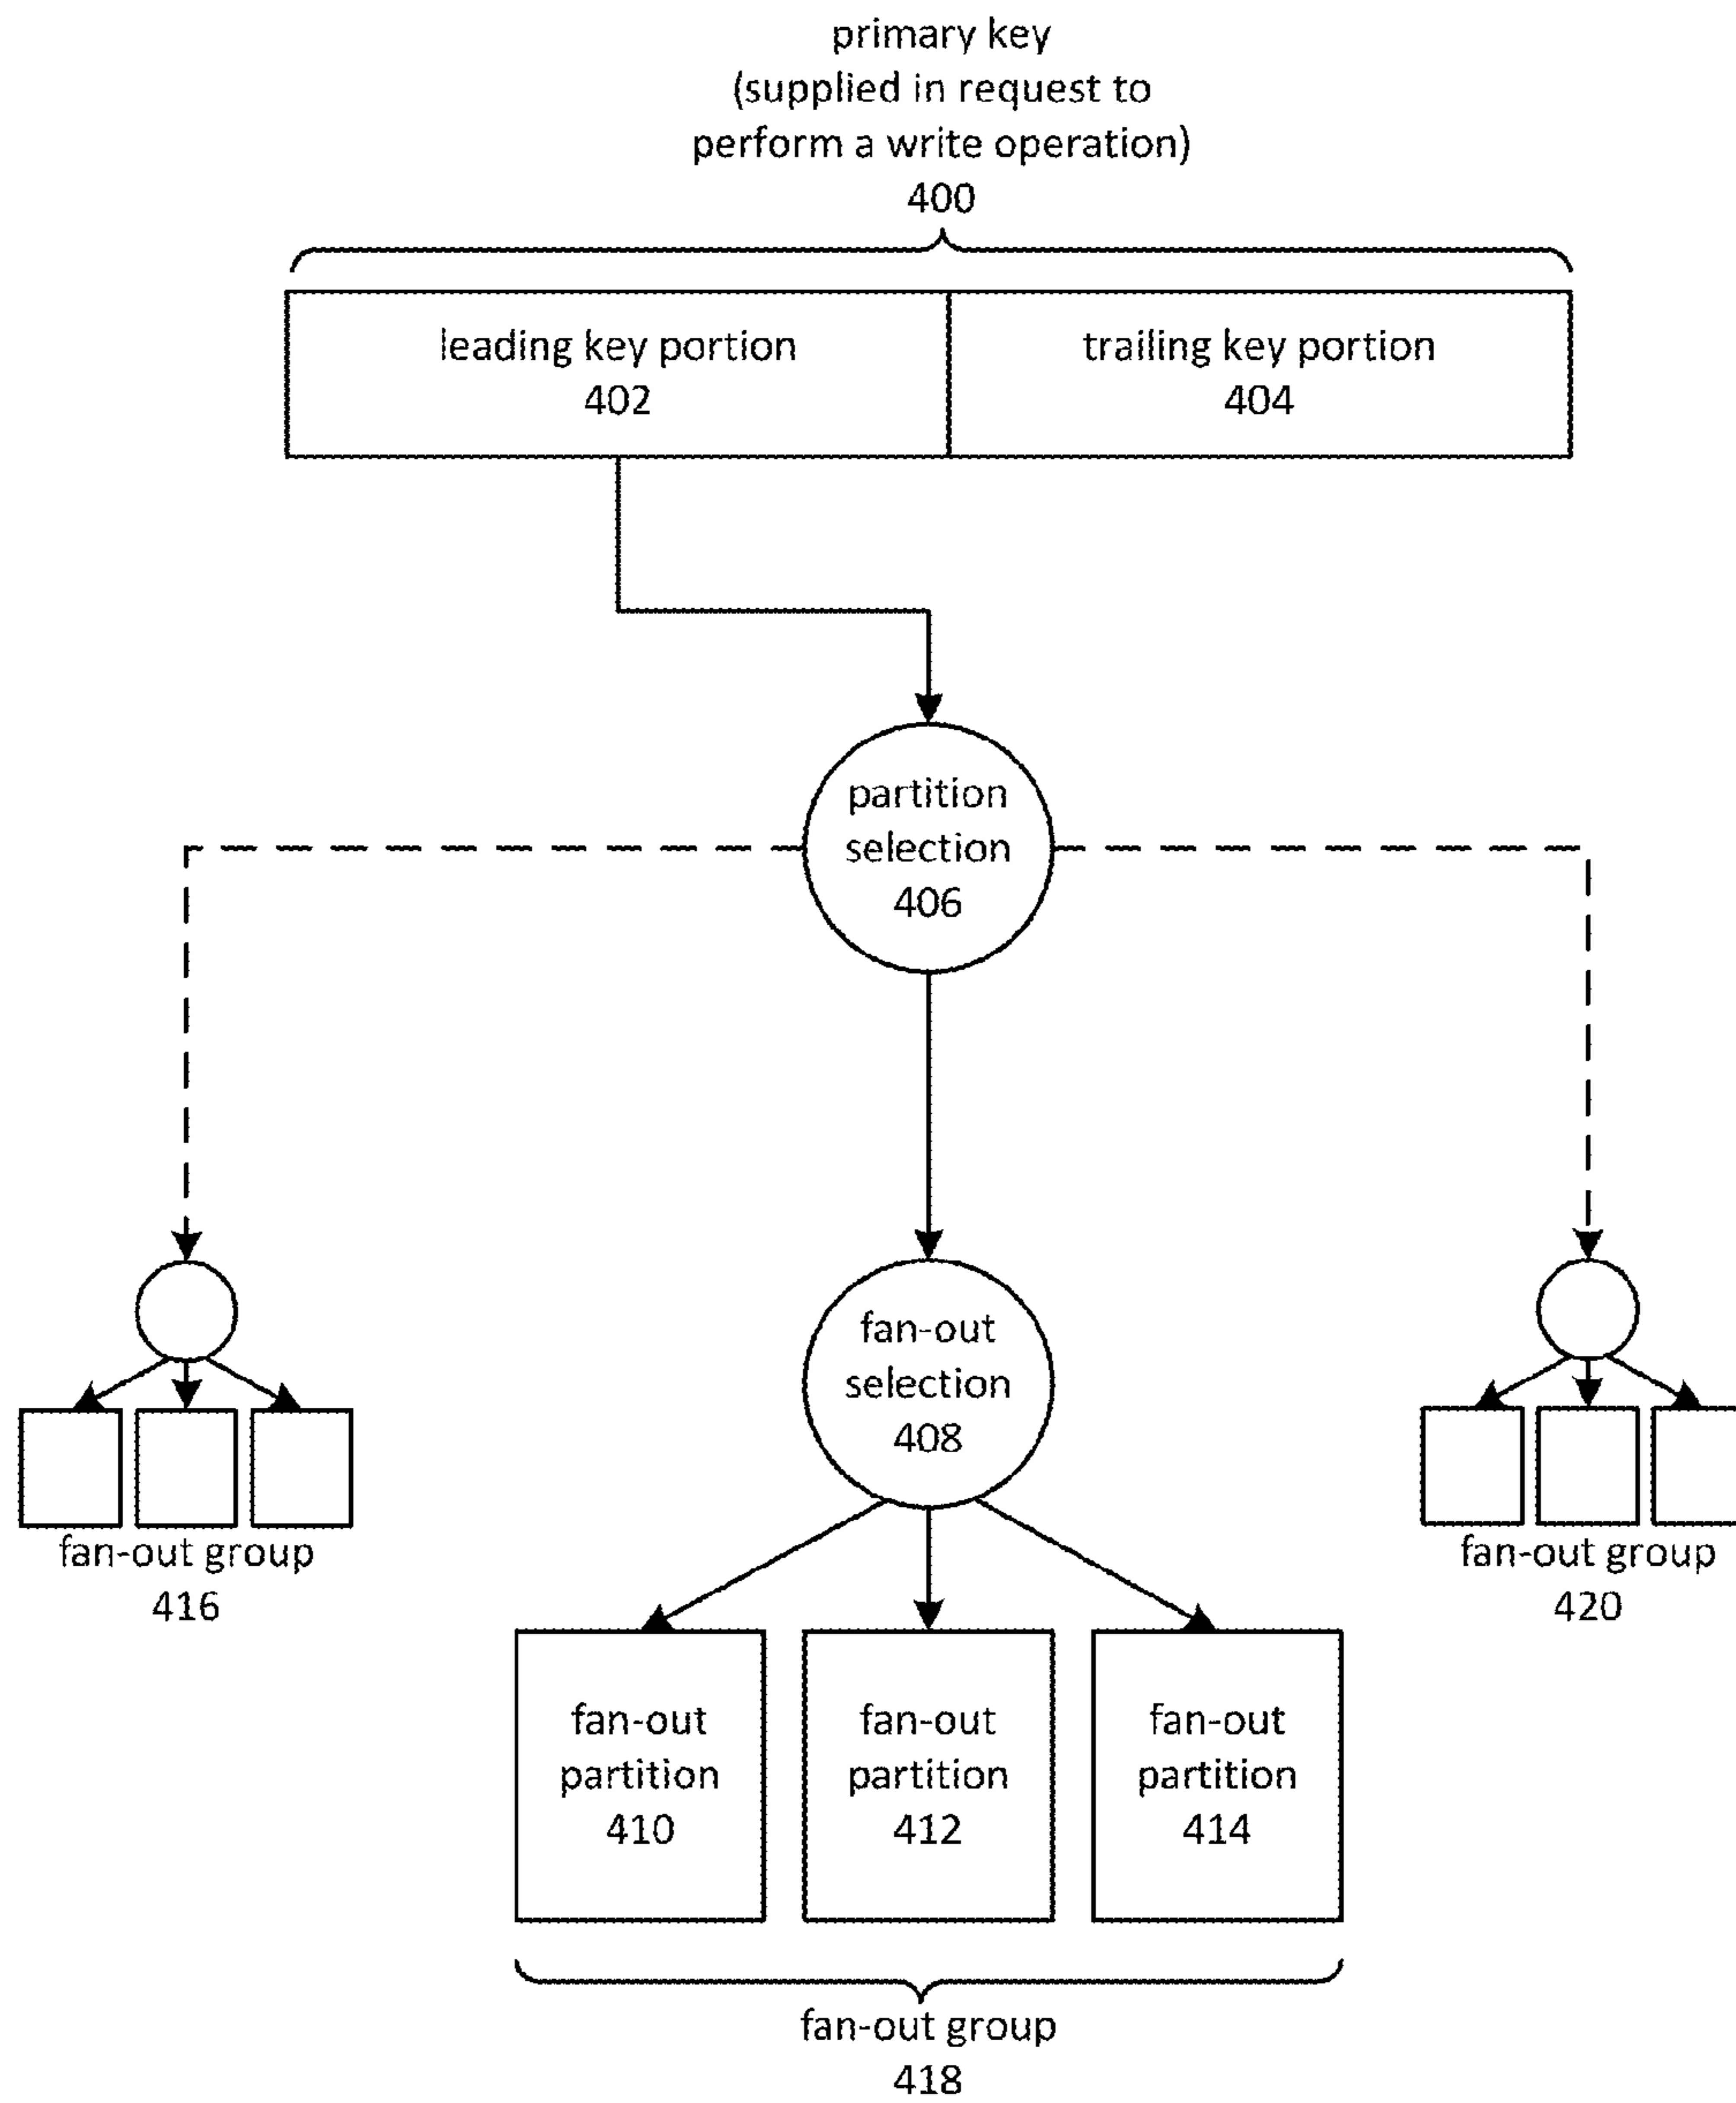 primary key
(supplied in request to
perform a write operation)
400
leading key portion
402
trailing key portion
404
partition
selection
406
fan-out
selection
408
fan-out group
416
fan-out group
420
fan-out
partition
410
fan-out
partition
412
fan-out
partition
414
fan-out group
418